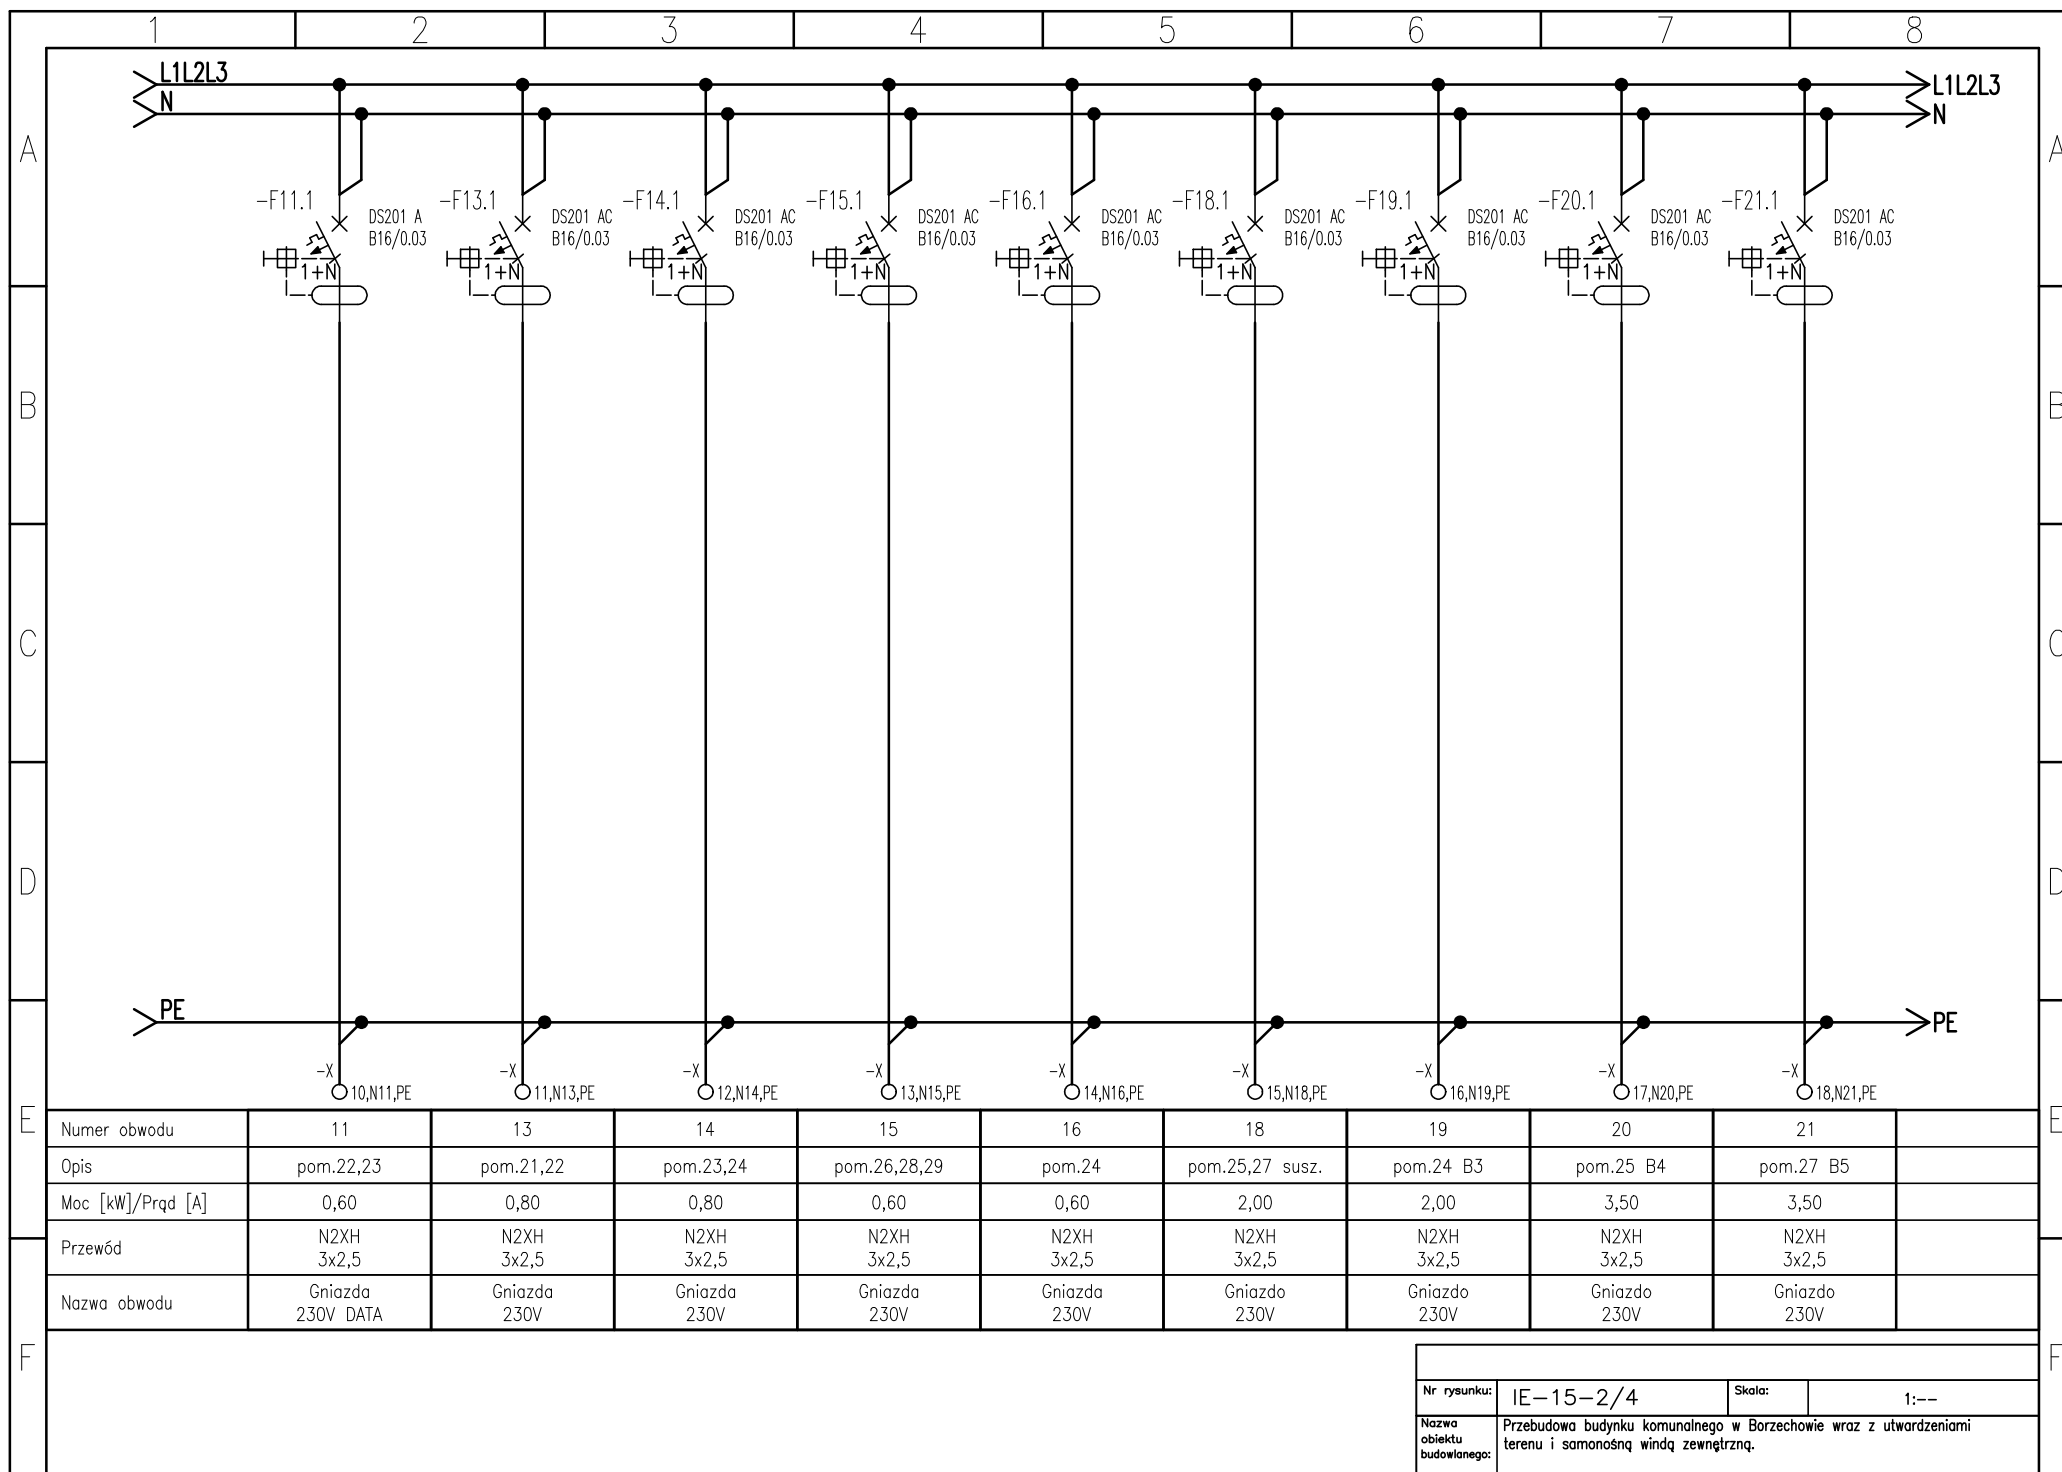 1 2 3 4 5 6 7 8
L1L2L3 L1L2L3
N N
A A
-F11.1 -F13.1 -F14.1 -F15.1 -F16.1 -F18.1 -F19.1 -F20.1 -F21.1
DS201 A DS201 AC DS201 AC DS201 AC DS201 AC DS201 AC DS201 AC DS201 AC DS201 AC
B16/0.03 B16/0.03 B16/0.03 B16/0.03 B16/0.03 B16/0.03 B16/0.03 B16/0.03 B16/0.03
1+N 1+N 1+N 1+N 1+N 1+N 1+N 1+N 1+N
B B
C C
D D
PE PE
-X -X -X -X -X -X -X -X -X
10,N11,PE 11,N13,PE 12,N14,PE 13,N15,PE 14,N16,PE 15,N18,PE 16,N19,PE 17,N20,PE 18,N21,PE
E E
Numer obwodu 11 13 14 15 16 18 19 20 21
Opis pom.22,23 pom.21,22 pom.23,24 pom.26,28,29 pom.24 pom.25,27 susz. pom.24 B3 pom.25 B4 pom.27 B5
Moc [kW]/Prąd [A] 0,60 0,80 0,80 0,60 0,60 2,00 2,00 3,50 3,50
Przewód N2XH N2XH N2XH N2XH N2XH N2XH N2XH N2XH N2XH
3x2,5 3x2,5 3x2,5 3x2,5 3x2,5 3x2,5 3x2,5 3x2,5 3x2,5
Nazwa obwodu Gniazda Gniazda Gniazda Gniazda Gniazda Gniazdo Gniazdo Gniazdo Gniazdo
230V DATA 230V 230V 230V 230V 230V 230V 230V 230V
F F
Nr rysunku: IE-15-2/4 Skala: 1:--
Nazwa obiektu budowlanego: Przebudowa budynku komunalnego w Borzechowie wraz z utwardzeniami
terenu i samonośną windą zewnętrzną.